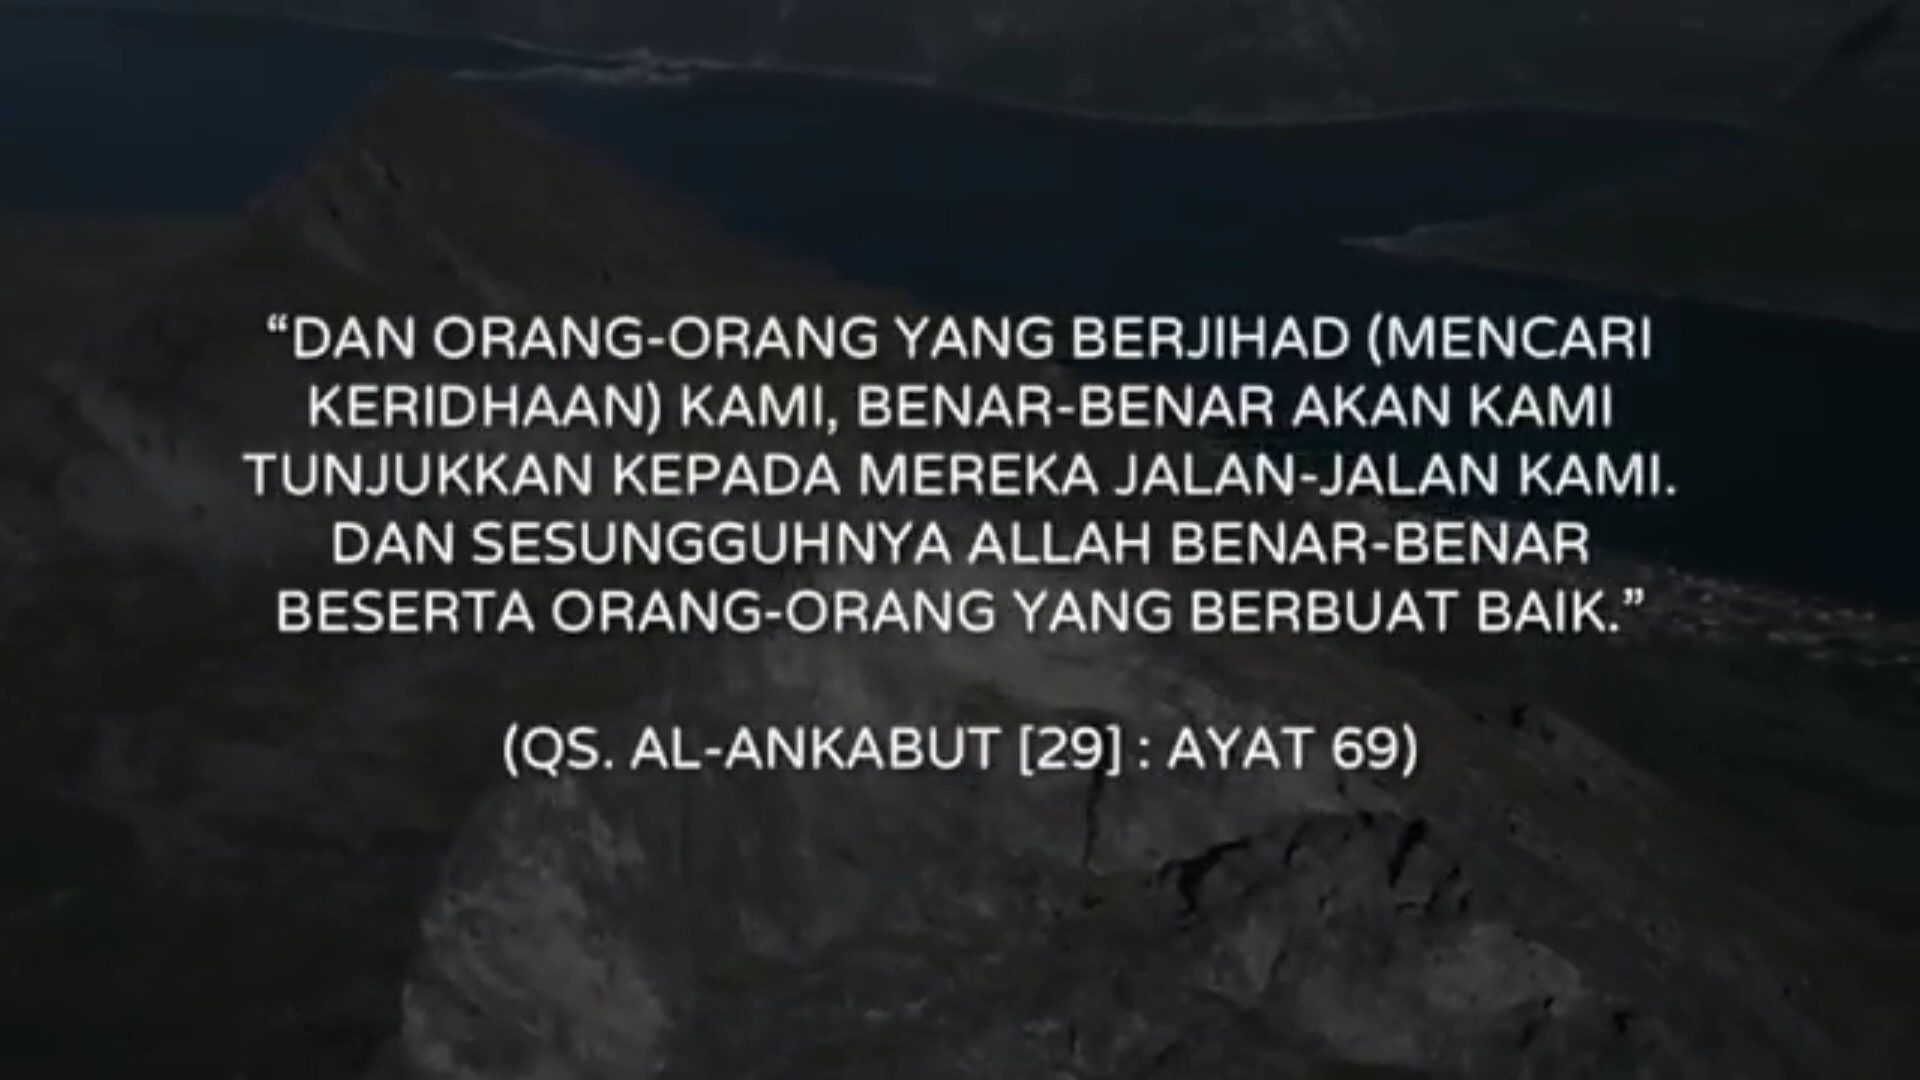 “DAN ORANG-ORANG YANG BERJIHAD (MENCARI
KERIDHAAN) KAMI, BENAR-BENAR AKAN KAMI
TUNJUKKAN KEPADA MEREKA JALAN-JALAN KAMI.
DAN SESUNGGUHNYA ALLAH BENAR-BENAR
BESERTA ORANG-ORANG YANG BERBUAT BAIK.”
(QS. AL-ANKABUT [29] : AYAT 69)